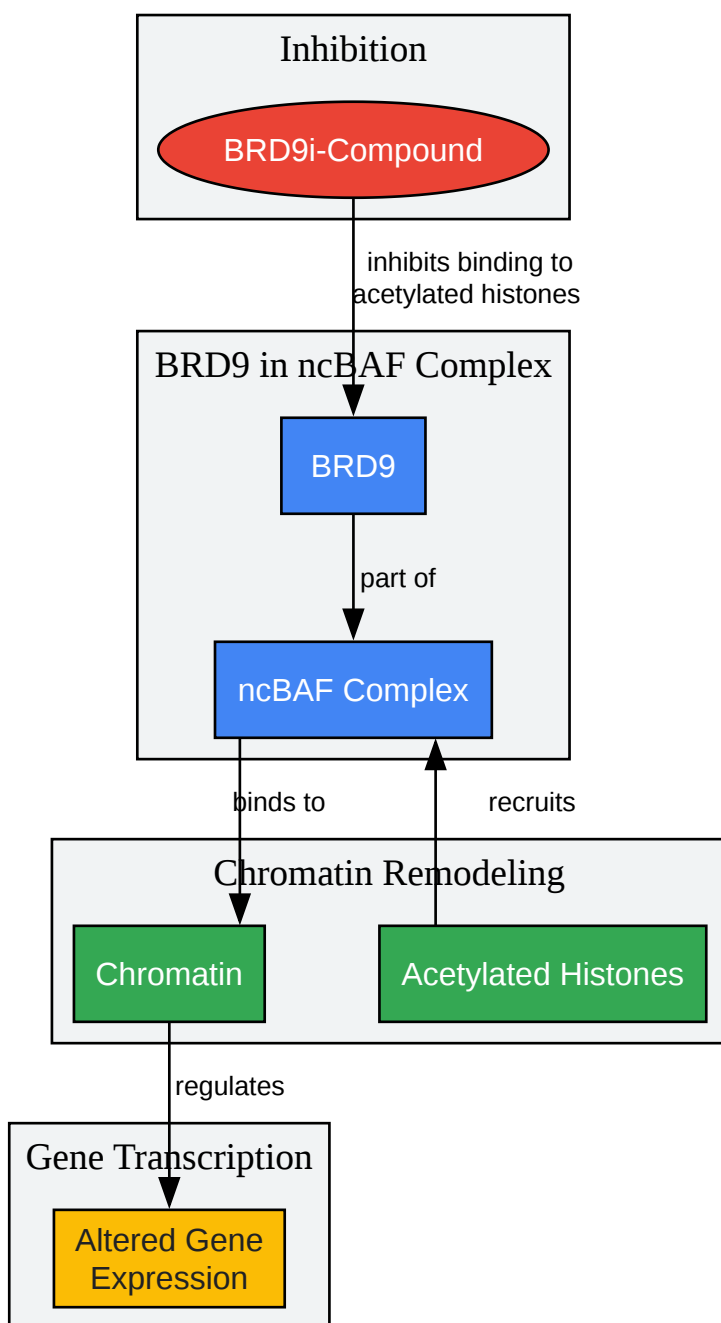 Inhibition
BRD9i-Compound
inhibits binding to
acetylated histones
BRD9 in ncBAF Complex
BRD9
part of
ncBAF Complex
binds to
recruits
Chromatin Remodeling
Chromatin
Acetylated Histones
regulates
Gene Transcription
Altered Gene
Expression